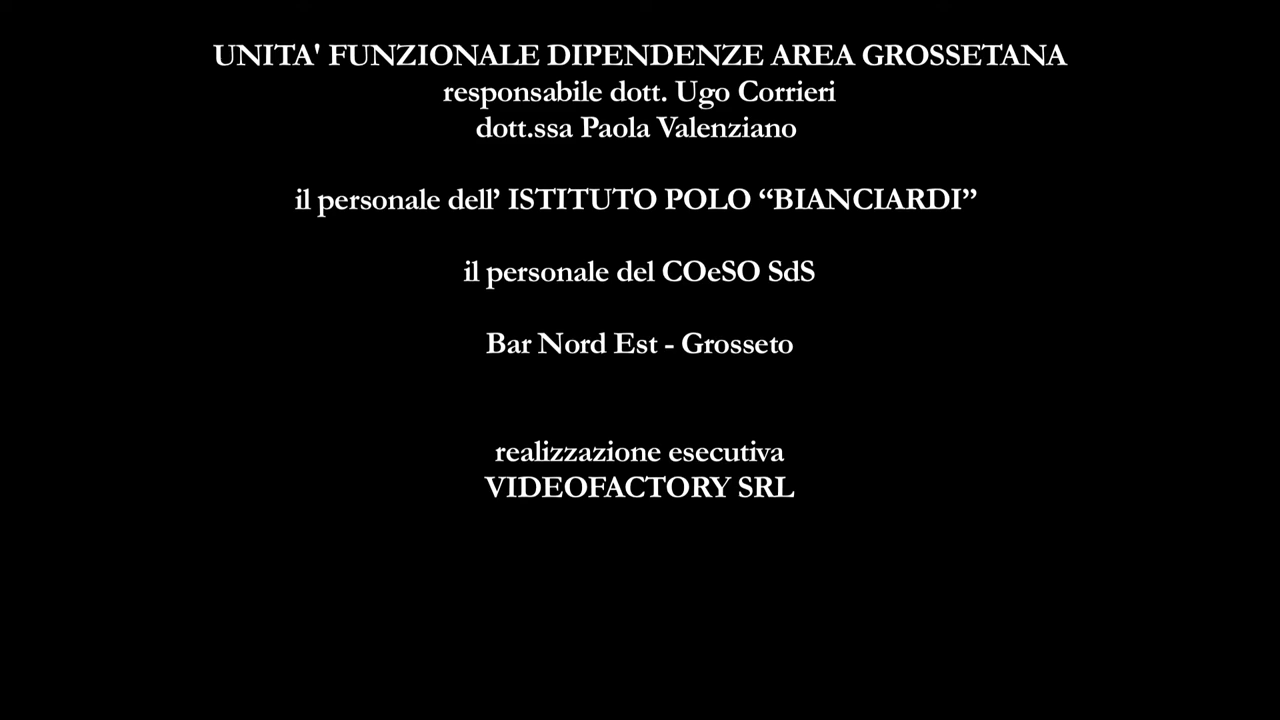 UNITA' FUNZIONALE DIPENDENZE AREA GROSSETANA
responsabile dott. Ugo Corrieri
dott.ssa Paola Valenziano
il personale dell’ ISTITUTO POLO “BIANCIARDI”
il personale del COeSO SdS
Bar Nord Est - Grosseto
realizzazione esecutiva
VIDEOFACTORY SRL